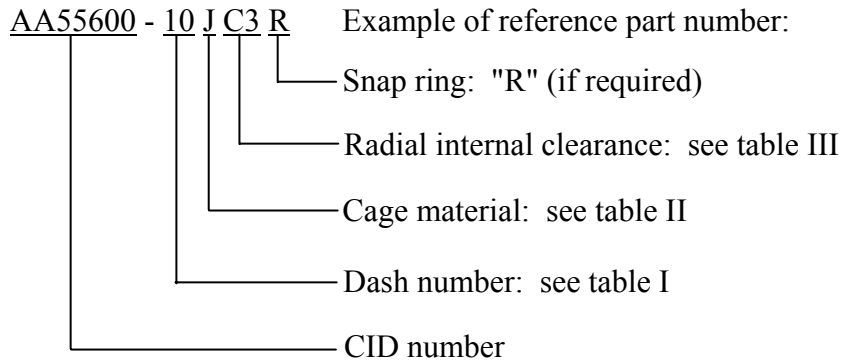 AA55600 - 10 J C3 R Example of reference part number:
Snap ring: "R" (if required)
Radial internal clearance: see table III
Cage material: see table II
Dash number: see table I
CID number